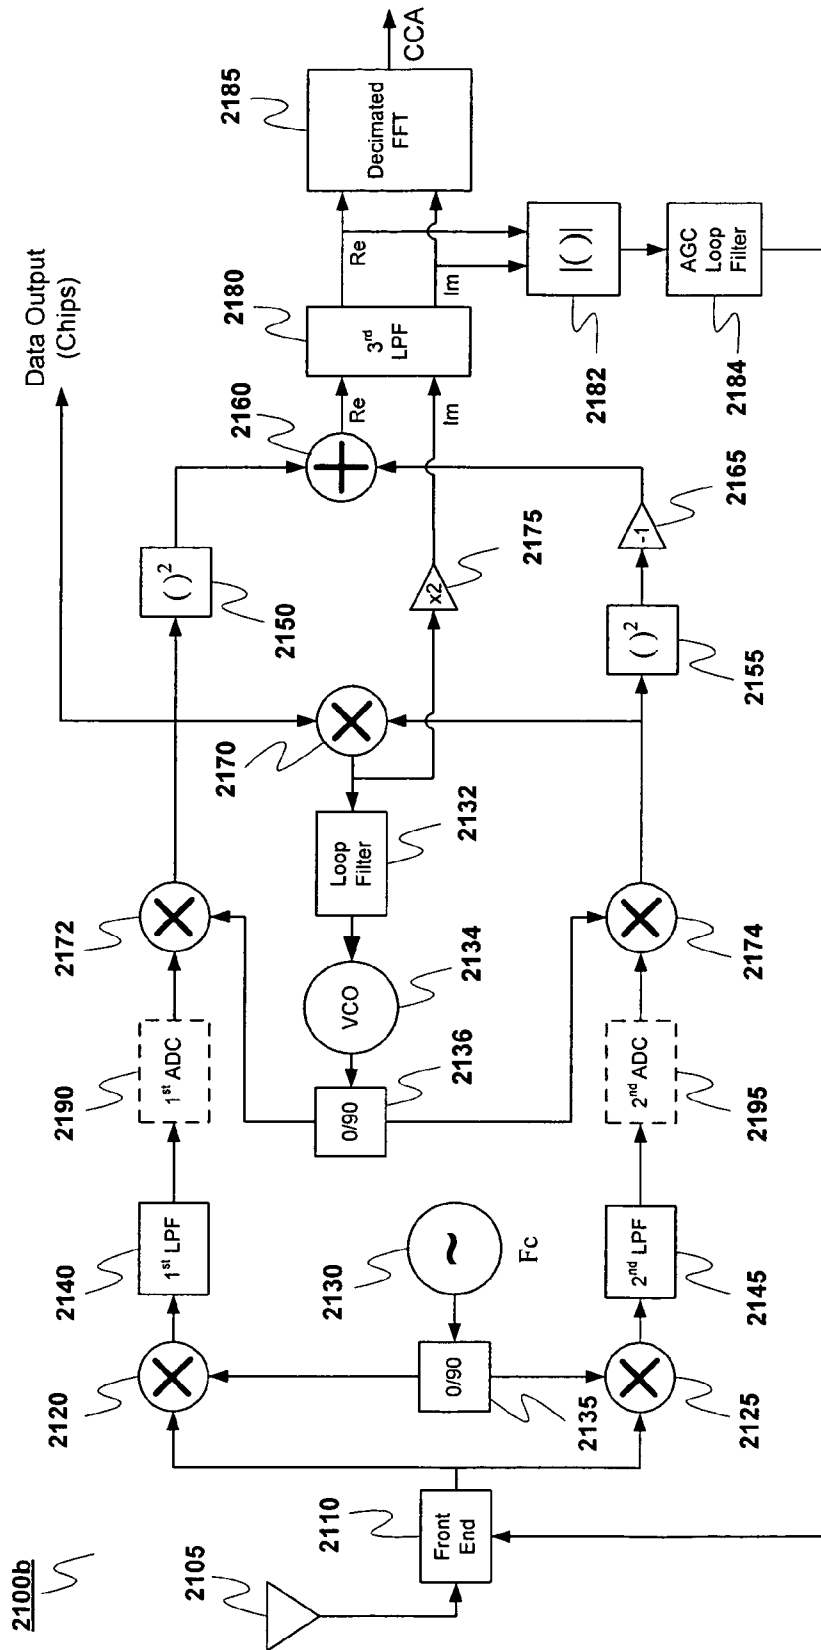 2100b
2105
2110
Front
End
2120
2125
2130
~
Fc
2135
0/90
2140
1st LPF
2145
2nd LPF
2190
1st ADC
2195
2nd ADC
2136
0/90
2134
VCO
2132
Loop
Filter
2172
2174
2170
2150
( )2
2155
( )2
2175
x2
2165
-1
2160
Re
Im
2180
3rd
LPF
Re
Im
2182
|( )|
2184
AGC
Loop
Filter
2185
Decimated
FFT
CCA
Data Output
(Chips)